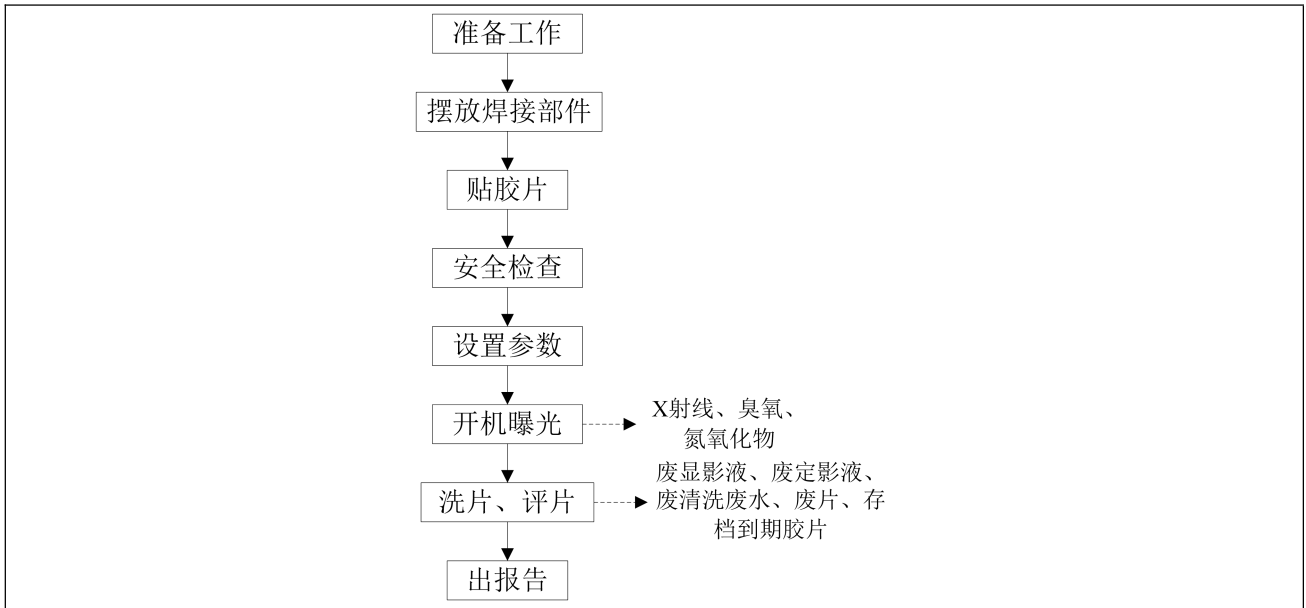 准备工作
摆放焊接部件
贴胶片
安全检查
设置参数
开机曝光
X射线、臭氧、
氮氧化物
洗片、评片
废显影液、废定影液、
废清洗废水、废片、存
档到期胶片
出报告